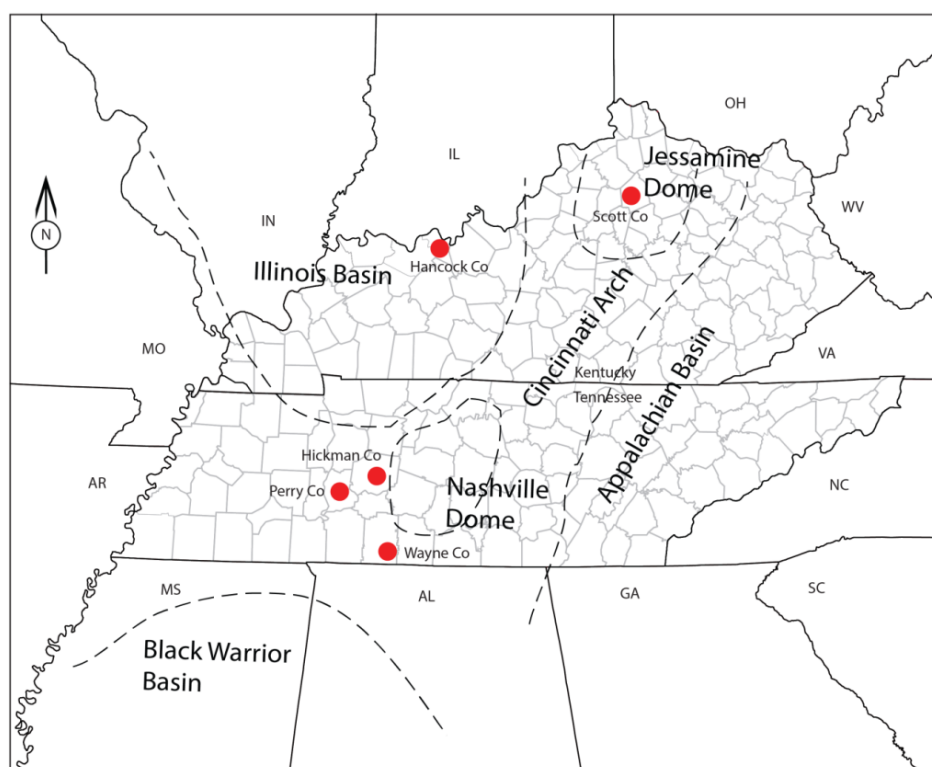 OH
IL
Jessamine
Dome
WV
Scott Co
N
IN
Hancock Co
Illinois Basin
Cincinnati Arch
MO
VA
Kentucky
Tennessee
Appalachian Basin
Hickman Co
AR
Perry Co
Nashville
Dome
NC
Wayne Co
MS
AL
GA
SC
Black Warrior
Basin